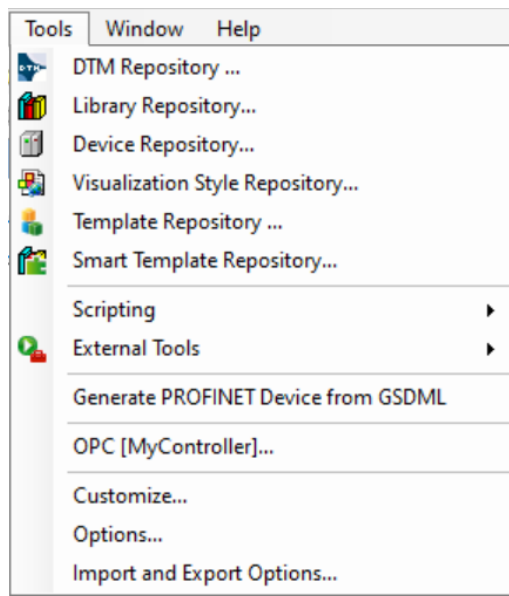 Tools Window Help
DTM
DTM Repository ...
Library Repository...
Device Repository...
Visualization Style Repository...
Template Repository ...
Smart Template Repository...
Scripting
External Tools
Generate PROFINET Device from GSDML
OPC [MyController]...
Customize...
Options...
Import and Export Options...